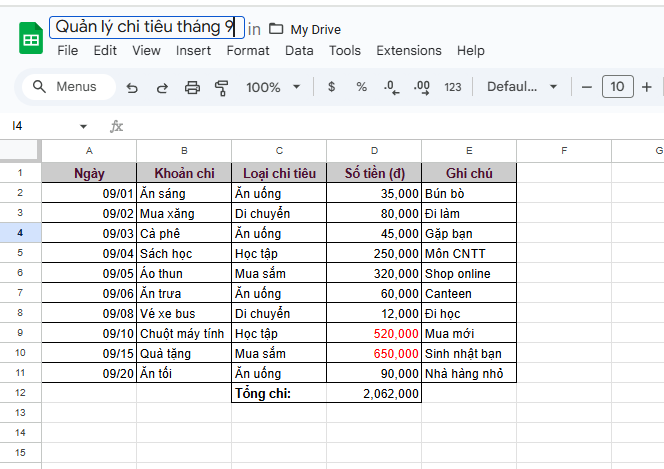 Quản lý chi tiêu tháng 9 in My Drive
File Edit View Insert Format Data Tools Extensions Help
Menus 100% $ % .0 .00 123 Defaul... 10
I4 fx
A B C D E F G
1 Ngày Khoản chi Loại chi tiêu Số tiền (đ) Ghi chú
2 09/01 Ăn sáng Ăn uống 35,000 Bún bò
3 09/02 Mua xăng Di chuyển 80,000 Đi làm
4 09/03 Cà phê Ăn uống 45,000 Gặp bạn
5 09/04 Sách học Học tập 250,000 Môn CNTT
6 09/05 Áo thun Mua sắm 320,000 Shop online
7 09/06 Ăn trưa Ăn uống 60,000 Canteen
8 09/08 Vé xe bus Di chuyển 12,000 Đi học
9 09/10 Chuột máy tính Học tập 520,000 Mua mới
10 09/15 Quà tặng Mua sắm 650,000 Sinh nhật bạn
11 09/20 Ăn tối Ăn uống 90,000 Nhà hàng nhỏ
12 Tổng chi: 2,062,000
13
14
15